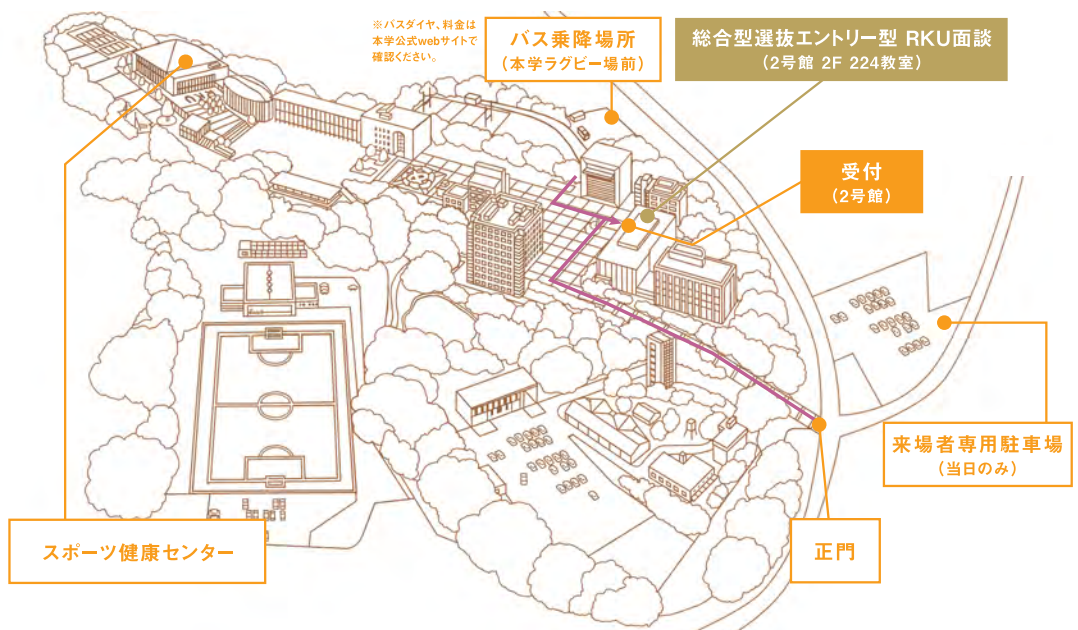 ※バスダイヤ、料金は
本学公式webサイトで
確認ください。
バス乗降場所
（本学ラグビー場前）
総合型選抜エントリー型 RKU面談
（2号館 2F 224教室）
受付
（2号館）
来場者専用駐車場
（当日のみ）
スポーツ健康センター
正門